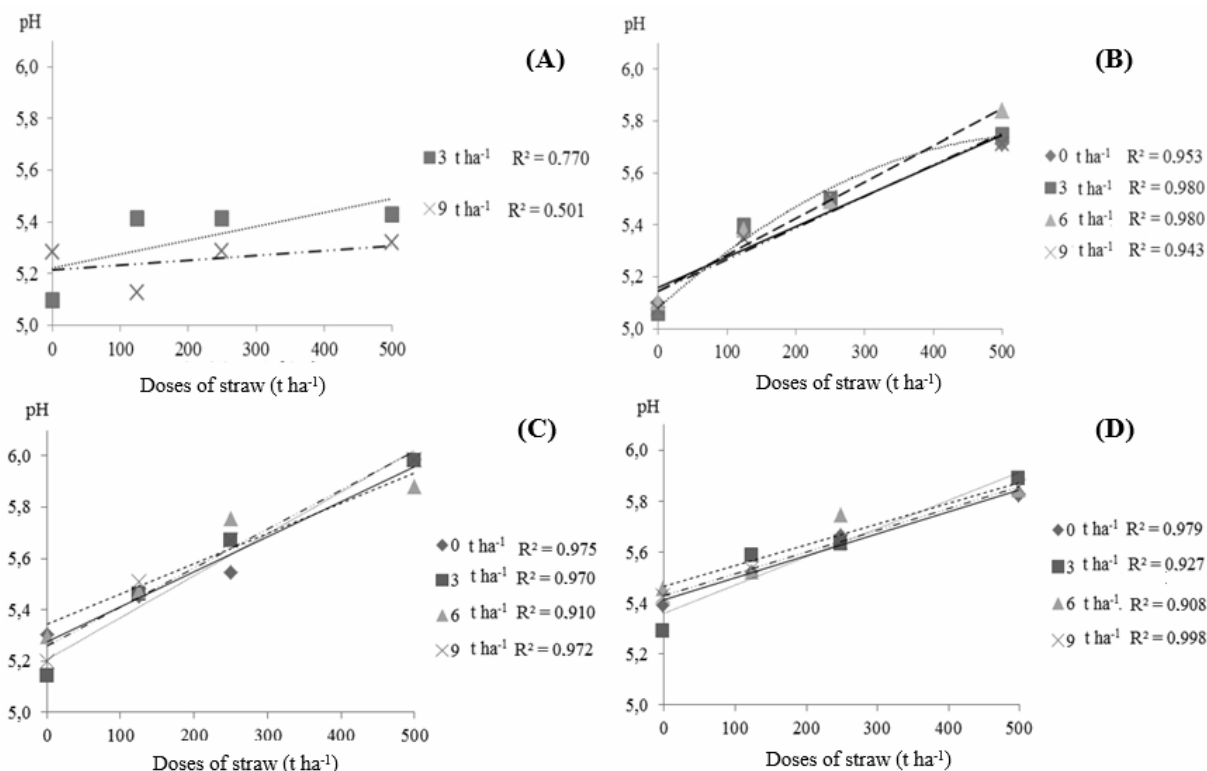 pH
(A)
6,0
5,8
5,6
5,4
5,2
5,0
0 100 200 300 400 500
Doses of straw (t ha⁻¹)
3 t ha⁻¹ R² = 0.770
9 t ha⁻¹ R² = 0.501
pH
(B)
6,0
5,8
5,6
5,4
5,2
5,0
0 100 200 300 400 500
Doses of straw (t ha⁻¹)
0 t ha⁻¹ R² = 0.953
3 t ha⁻¹ R² = 0.980
6 t ha⁻¹ R² = 0.980
9 t ha⁻¹ R² = 0.943
pH
(C)
6,0
5,8
5,6
5,4
5,2
5,0
0 100 200 300 400 500
Doses of straw (t ha⁻¹)
0 t ha⁻¹ R² = 0.975
3 t ha⁻¹ R² = 0.970
6 t ha⁻¹ R² = 0.910
9 t ha⁻¹ R² = 0.972
pH
(D)
6,0
5,8
5,6
5,4
5,2
5,0
0 100 200 300 400 500
Doses of straw (t ha⁻¹)
0 t ha⁻¹ R² = 0.979
3 t ha⁻¹ R² = 0.927
6 t ha⁻¹. R² = 0.908
9 t ha⁻¹ R² = 0.998